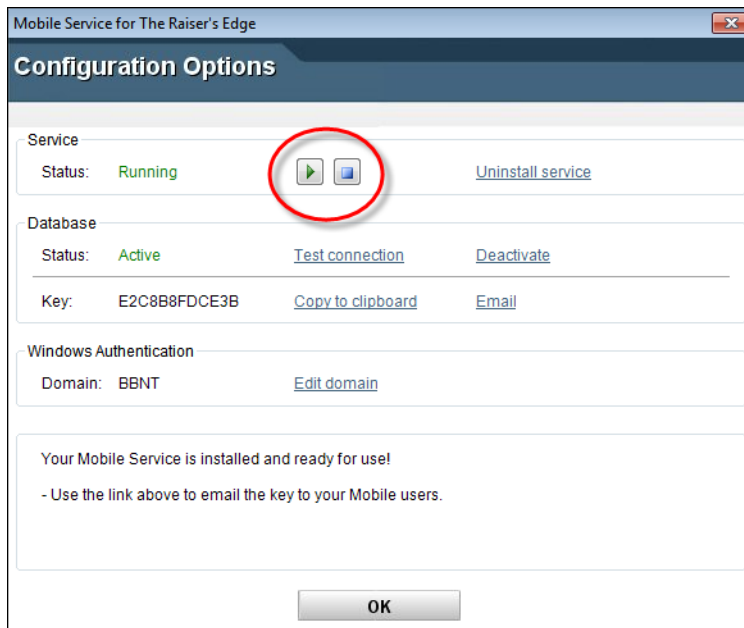 Mobile Service for The Raiser's Edge
Configuration Options
Service
Status: Running Uninstall service
Database
Status: Active Test connection Deactivate
Key: E2C8B8FDCE3B Copy to clipboard Email
Windows Authentication
Domain: BBNT Edit domain
Your Mobile Service is installed and ready for use!
- Use the link above to email the key to your Mobile users.
OK